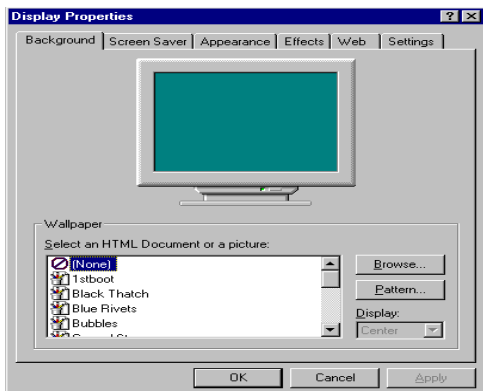 Display Properties
Background Screen Saver Appearance Effects Web Settings
Wallpaper
Select an HTML Document or a picture:
(None)
1stboot
Black Thatch
Blue Rivets
Bubbles
Browse...
Pattern...
Display:
Center
OK Cancel Apply